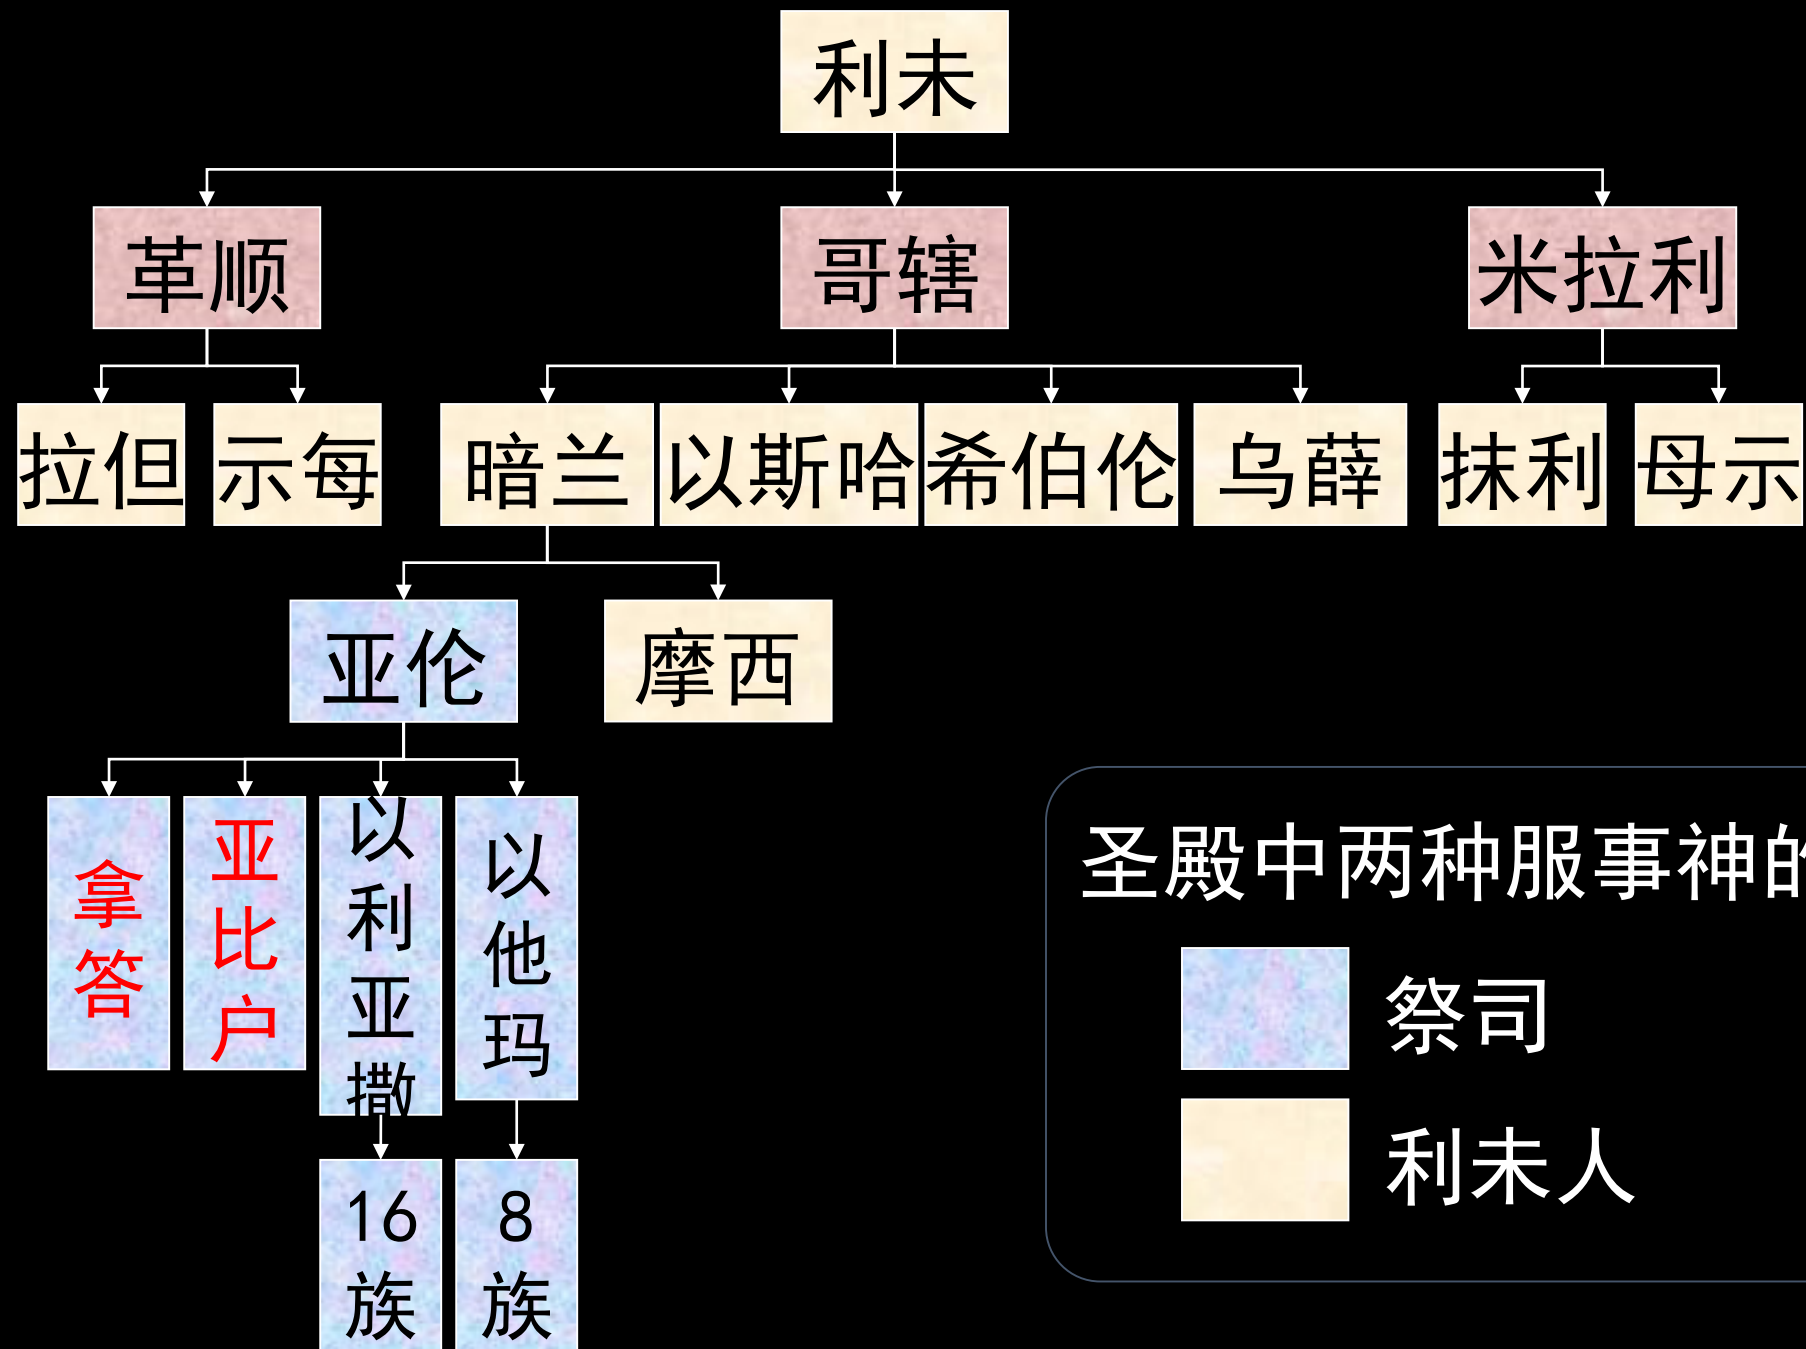 利未
革顺
哥辖
米拉利
拉但
示每
暗兰
以斯哈
希伯伦
乌薛
抹利
母示
亚伦
摩西
拿答
亚比户
以利亚撒
以他玛
16族
8族
圣殿中两种服事神的
祭司
利未人